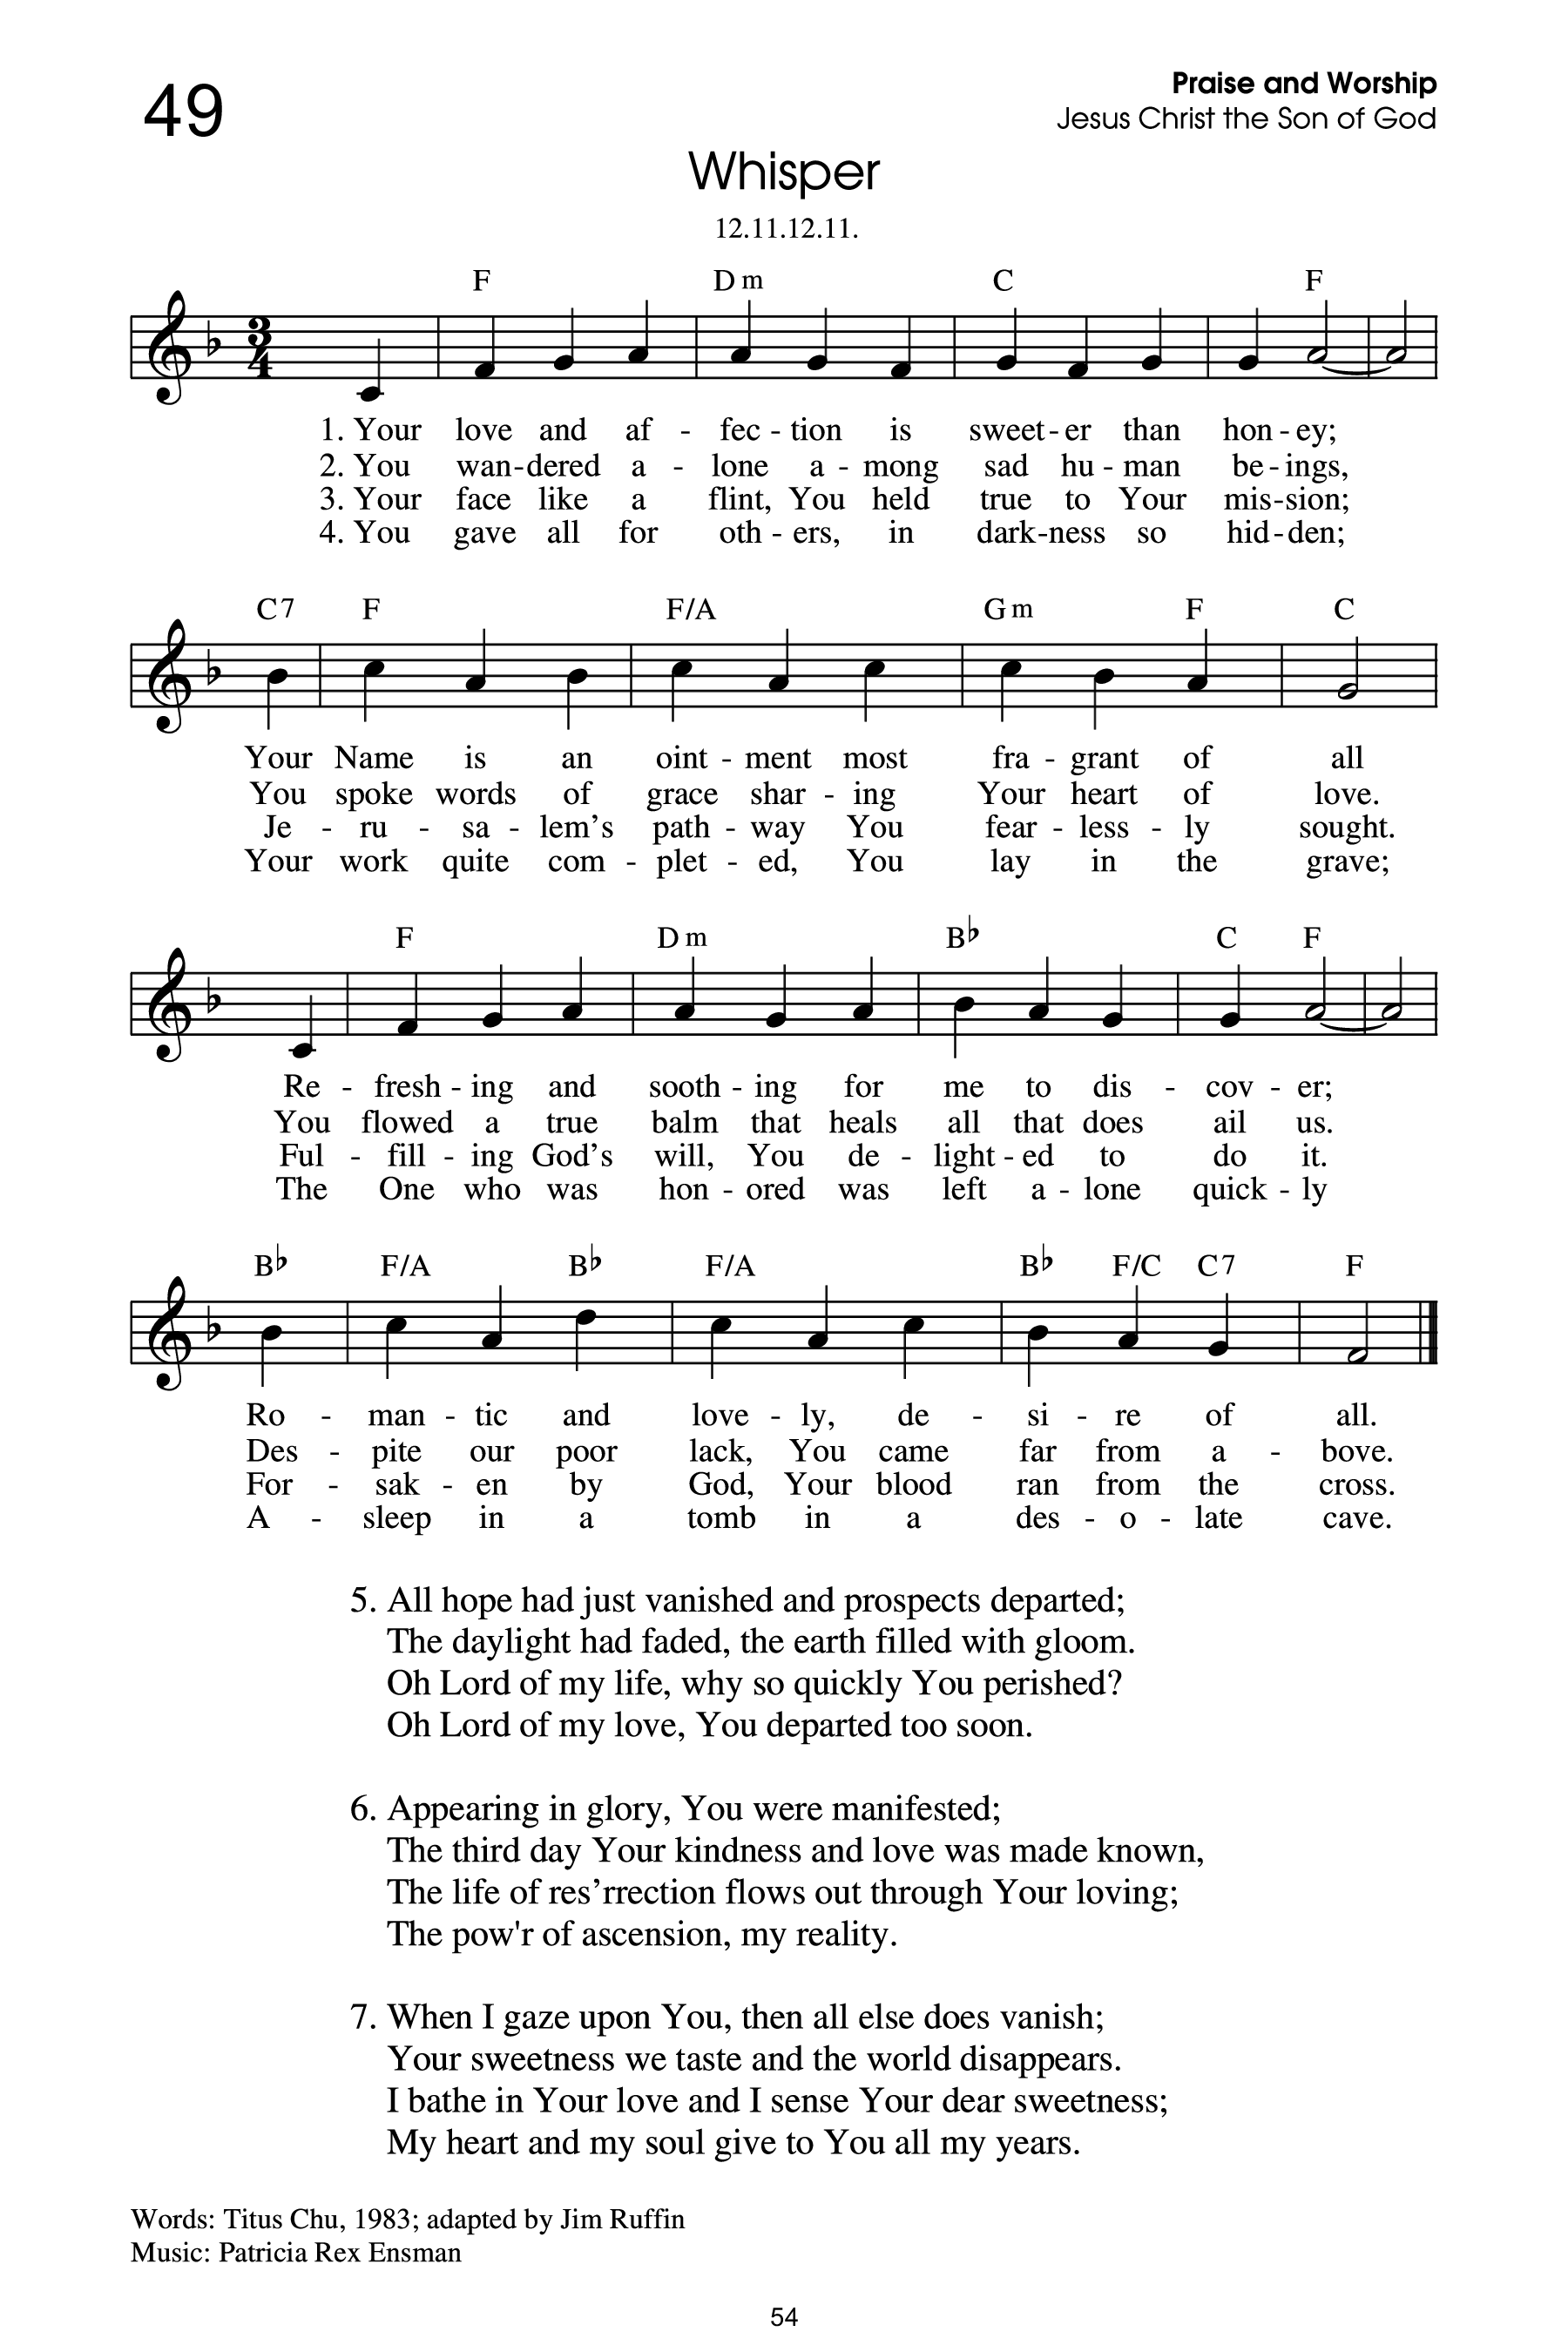 49
Praise and Worship
Jesus Christ the Son of God
Whisper
12.11.12.11.
F Dm C F
1. Your love and af - fec - tion is sweet - er than hon - ey;
2. You wan - dered a - lone a - mong sad hu - man be - ings,
3. Your face like a flint, You held true to Your mis - sion;
4. You gave all for oth - ers, in dark - ness so hid - den;
C7 F F/A Gm F C
Your Name is an oint - ment most fra - grant of all
You spoke words of grace shar - ing Your heart of love.
Je - ru - sa - lem's path - way You fear - less - ly sought.
Your work quite com - plet - ed, You lay in the grave;
F Dm B♭ C F
Re - fresh - ing and sooth - ing for me to dis - cov - er;
You flowed a true balm that heals all that does ail us.
Ful - fill - ing God's will, You de - light - ed to do it.
The One who was hon - ored was left a - lone quick - ly
B♭ F/A B♭ F/A B♭ F/C C7 F
Ro - man - tic and love - ly, de - si - re of all.
Des - pite our poor lack, You came far from a - bove.
For - sak - en by God, Your blood ran from the cross.
A - sleep in a tomb in a des - o - late cave.
5. All hope had just vanished and prospects departed;
The daylight had faded, the earth filled with gloom.
Oh Lord of my life, why so quickly You perished?
Oh Lord of my love, You departed too soon.
6. Appearing in glory, You were manifested;
The third day Your kindness and love was made known,
The life of res’rrection flows out through Your loving;
The pow'r of ascension, my reality.
7. When I gaze upon You, then all else does vanish;
Your sweetness we taste and the world disappears.
I bathe in Your love and I sense Your dear sweetness;
My heart and my soul give to You all my years.
Words: Titus Chu, 1983; adapted by Jim Ruffin
Music: Patricia Rex Ensman
54